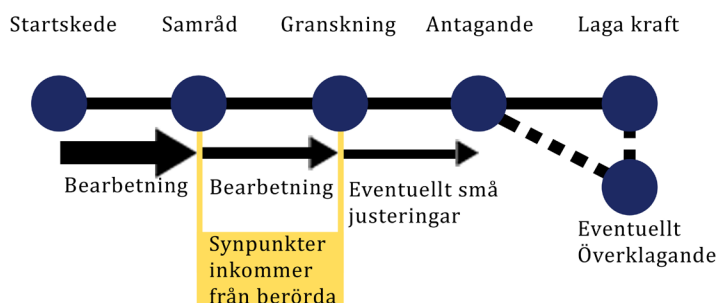 Startskede
Samråd
Granskning
Antagande
Laga kraft
Bearbetning
Bearbetning
Eventuellt små
justeringar
Synpunkter
inkommer
från berörda
Eventuellt
Överklagande